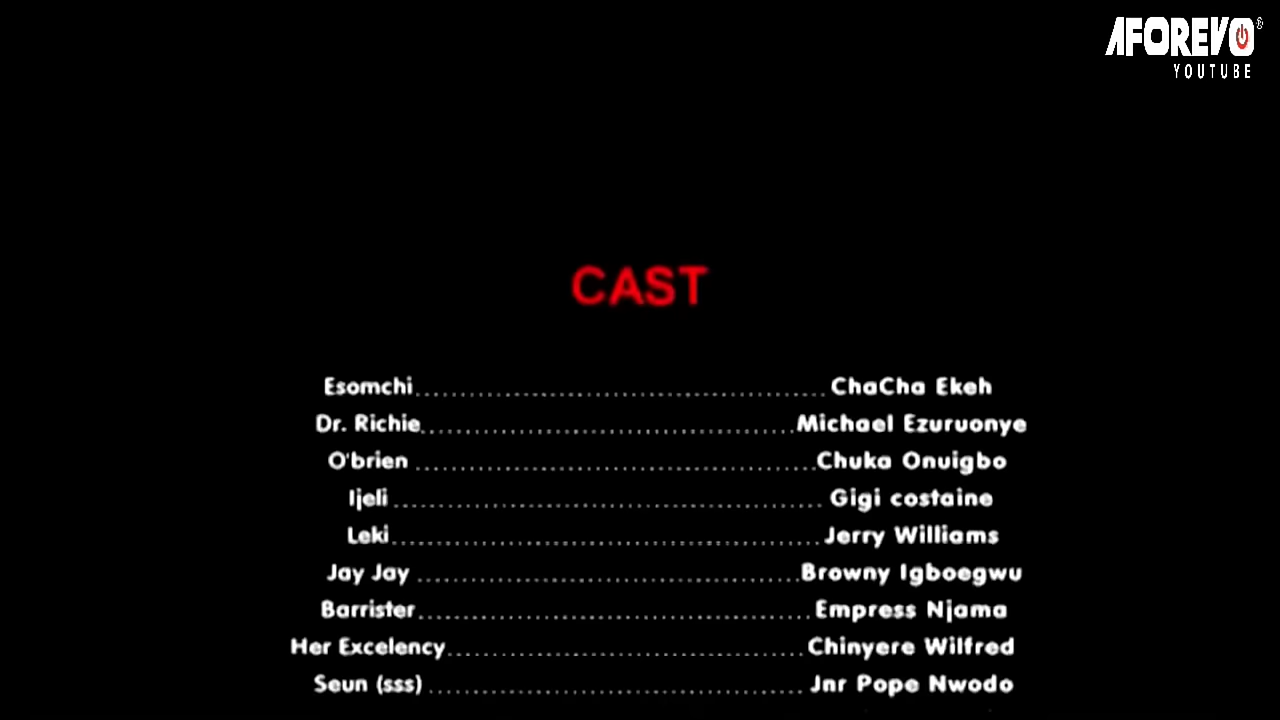 AFOREVO®
YOUTUBE
CAST
Esomchi ChaCha Ekeh
Dr. Richie Michael Ezuruonye
O'brien Chuka Onuigbo
Ijeli Gigi costaine
Leki Jerry Williams
Jay Jay Browny Igboegwu
Barrister Empress Njama
Her Excelency Chinyere Wilfred
Seun (sss) Jnr Pope Nwodo